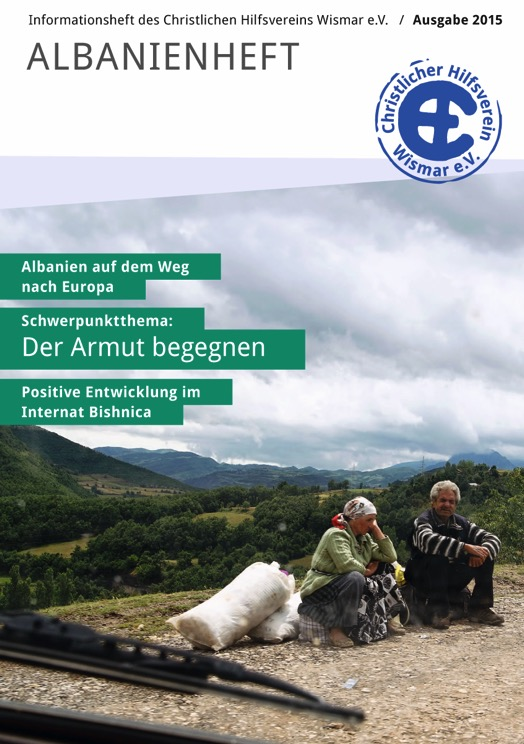 Informationsheft des Christlichen Hilfsvereins Wismar e.V. / Ausgabe 2015
ALBANIENHEFT
Christlicher Hilfsverein
Wismar e.V.
Albanien auf dem Weg
nach Europa
Schwerpunktthema:
Der Armut begegnen
Positive Entwicklung im
Internat Bishnica